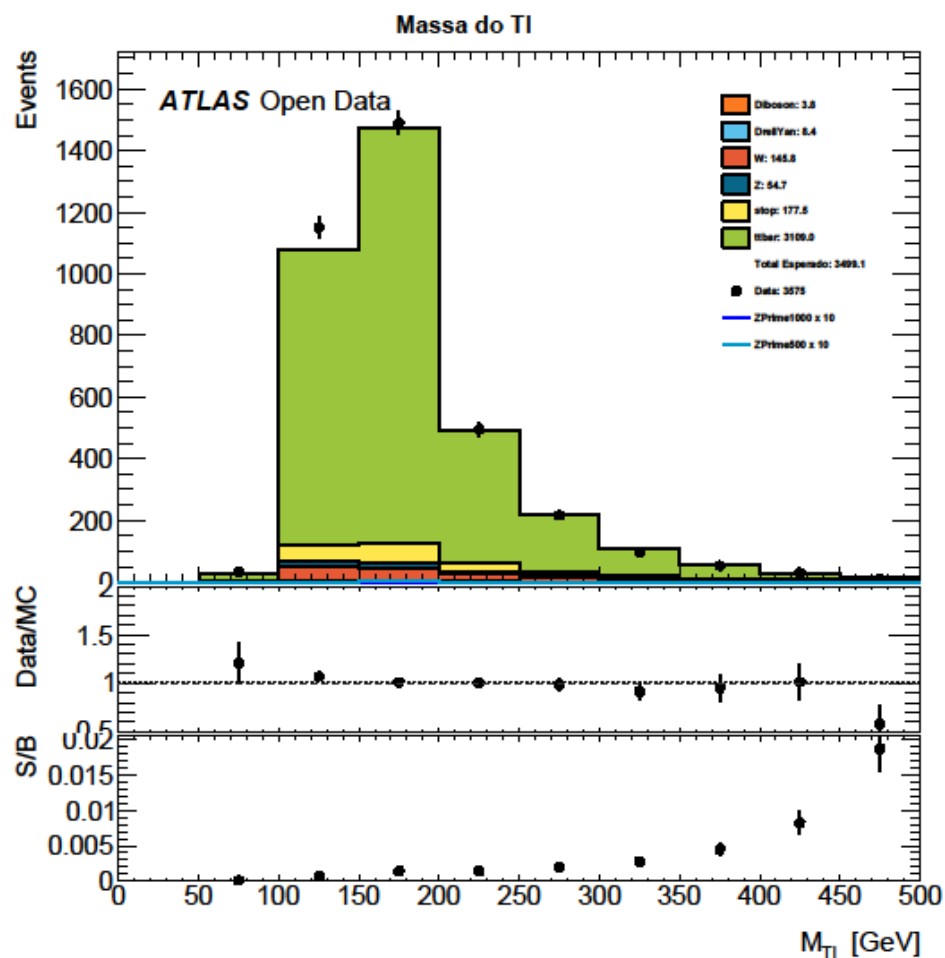 Massa do Tl
Events
1600
1400
1200
1000
800
600
400
200
0
ATLAS Open Data
Diboson: 3.8
DrellYan: 8.4
W: 145.8
Z: 54.7
stop: 177.5
ttbar: 3109.0
Total Esperado: 3499.1
Data: 3575
ZPrime1000 x 10
ZPrime500 x 10
Data/MC
2
1.5
1
0.5
S/B
0.02
0.015
0.01
0.005
0
0 50 100 150 200 250 300 350 400 450 500
M_Tl [GeV]